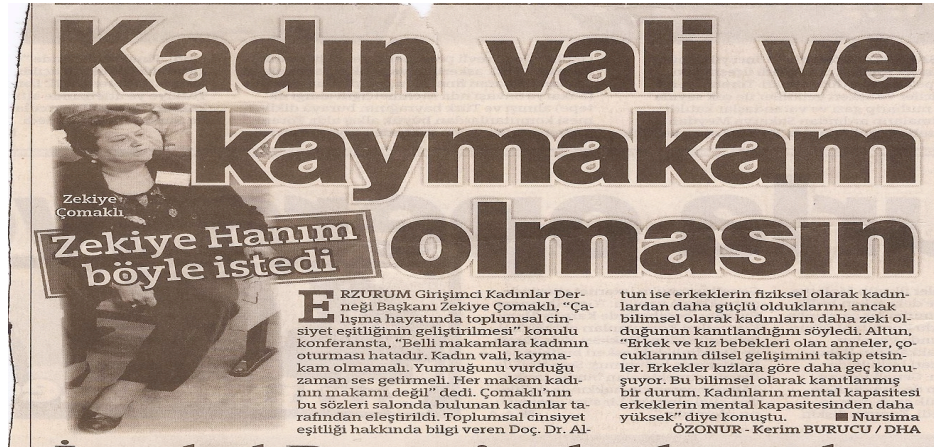 Kadın vali ve
kaymakam
olmasın
Zekiye
Çomaklı
Zekiye Hanım
böyle istedi
ERZURUM Girişimci Kadınlar Der-
neği Başkanı Zekiye Çomaklı, “Ça-
lışma hayatında toplumsal cin-
siyet eşitliğinin geliştirilmesi” konulu
konferansta, “Belli makamlara kadının
oturması hatadır. Kadın vali, kayma-
kam olmamalı. Yumruğunu vurduğu
zaman ses getirmeli. Her makam kadı-
nın makamı değil” dedi. Çomaklı’nın
bu sözleri salonda bulunan kadınlar ta-
rafından eleştirildi. Toplumsal cinsiyet
eşitliği hakkında bilgi veren Doç. Dr. Al-
tun ise erkeklerin fiziksel olarak kadın-
lardan daha güçlü olduklarını, ancak
bilimsel olarak kadınların daha zeki ol-
duğunun kanıtlandığını söyledi. Altun,
“Erkek ve kız bebekleri olan anneler, ço-
cuklarının dilsel gelişimini takip etsin-
ler. Erkekler kızlara göre daha geç konu-
şuyor. Bu bilimsel olarak kanıtlanmış
bir durum. Kadınların mental kapasitesi
erkeklerin mental kapasitesinden daha
yüksek” diye konuştu. ■ Nursima
ÖZONUR - Kerim BURUCU / DHA